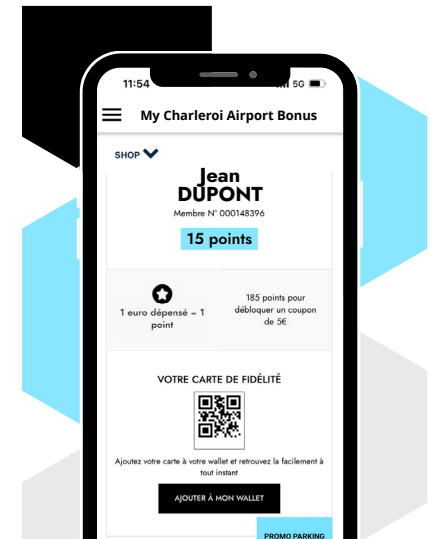 11:54
5G
My Charleroi Airport Bonus
SHOP
Jean
DUPONT
Membre N° 000148396
15 points
1 euro dépensé = 1
point
185 points pour
débloquer un coupon
de 5€
VOTRE CARTE DE FIDÉLITÉ
Ajoutez votre carte à votre wallet et retrouvez la facilement à
tout instant
AJOUTER À MON WALLET
PROMO PARKING